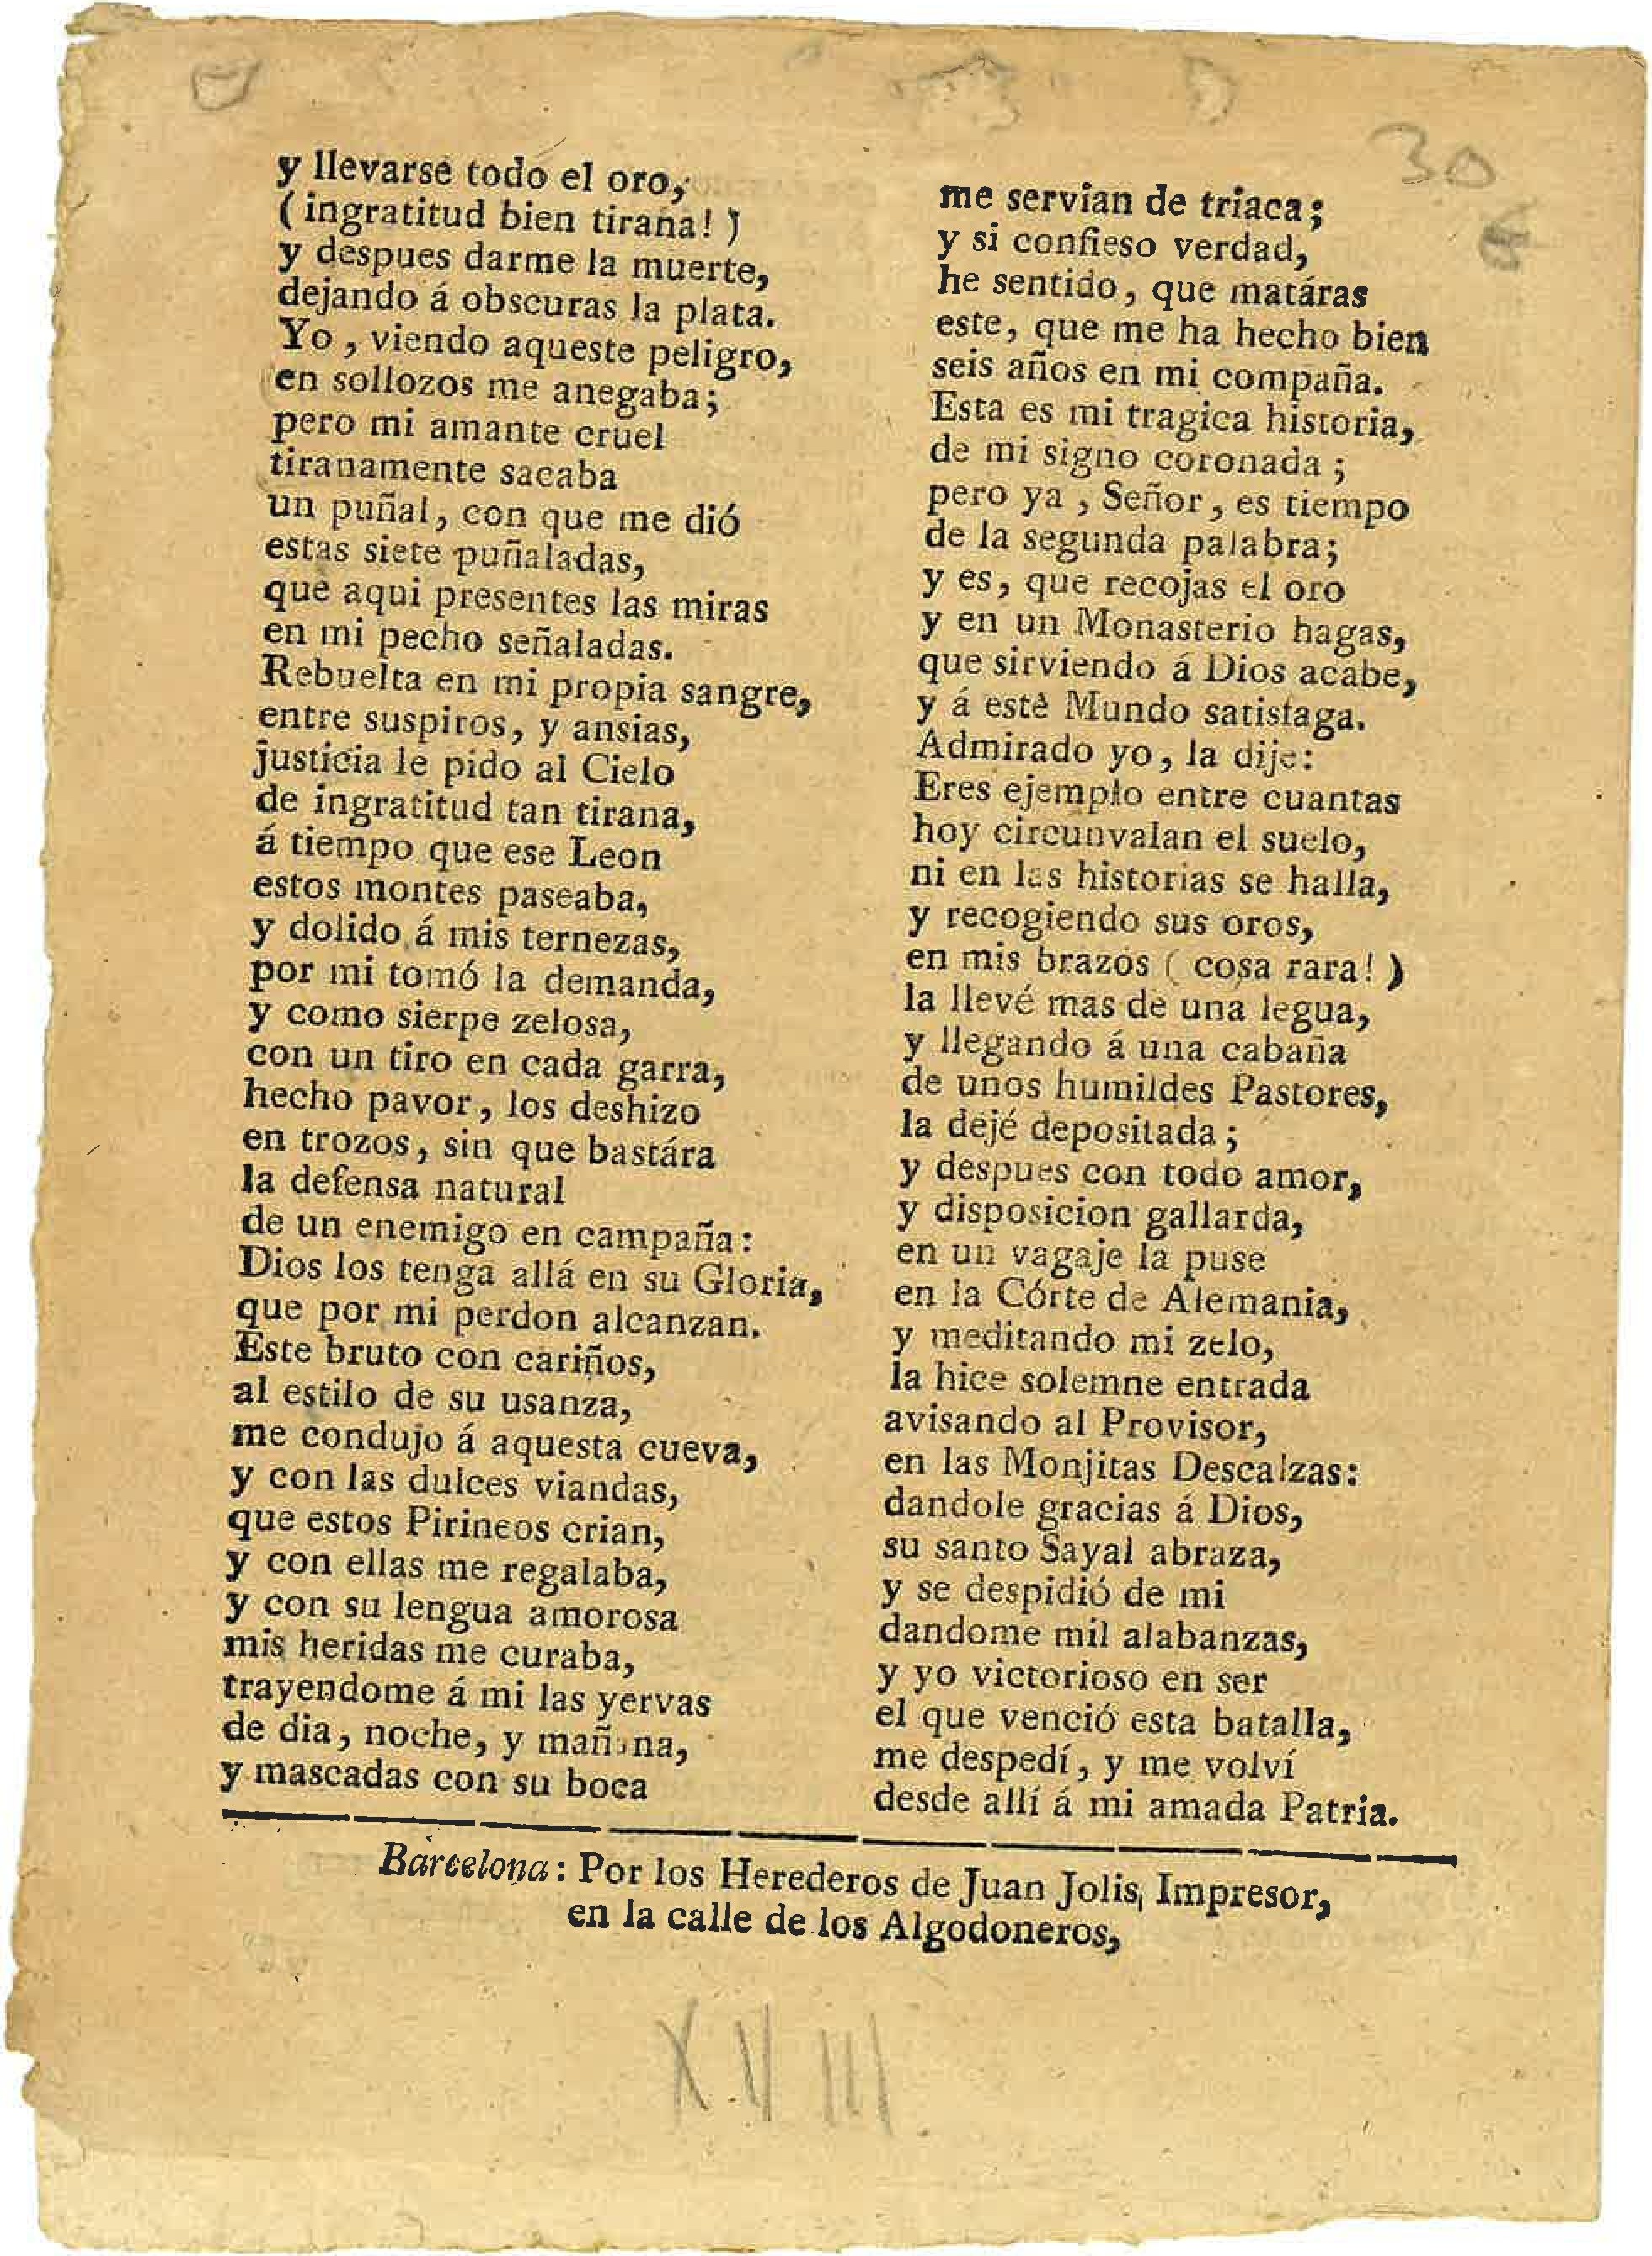 30
y llevarse todo el oro,
( ingratitud bien tirana! )
y despues darme la muerte,
dejando á obscuras la plata.
Yo , viendo aqueste peligro,
en sollozos me anegaba;
pero mi amante cruel
tiranamente sacaba
un puñal, con que me dió
estas siete puñaladas,
que aqui presentes las miras
en mi pecho señaladas.
Rebuelta en mi propia sangre,
entre suspiros, y ansias,
justicia le pido al Cielo
de ingratitud tan tirana,
á tiempo que ese Leon
estos montes paseaba,
y dolido á mis ternezas,
por mi tomó la demanda,
y como sierpe zelosa,
con un tiro en cada garra,
hecho pavor, los deshizo
en trozos, sin que bastára
la defensa natural
de un enemigo en campaña:
Dios los tenga allá en su Gloria,
que por mi perdon alcanzan.
Este bruto con cariños,
al estilo de su usanza,
me condujo á aquesta cueva,
y con las dulces viandas,
que estos Pirineos crian,
y con ellas me regalaba,
y con su lengua amorosa
mis heridas me curaba,
trayendome á mi las yervas
de dia, noche, y mañana,
y mascadas con su boca
me servian de triaca;
y si confieso verdad,
he sentido, que matáras
este, que me ha hecho bien
seis años en mi compaña.
Esta es mi tragica historia,
de mi signo coronada ;
pero ya , Señor, es tiempo
de la segunda palabra;
y es, que recojas el oro
y en un Monasterio hagas,
que sirviendo á Dios acabe,
y á estè Mundo satisfaga.
Admirado yo, la dije:
Eres ejemplo entre cuantas
hoy circunvalan el suelo,
ni en las historias se halla,
y recogiendo sus oros,
en mis brazos ( cosa rara! )
la llevé mas de una legua,
y llegando á una cabaña
de unos humildes Pastores,
la dejé depositada ;
y despues con todo amor,
y disposicion gallarda,
en un vagaje la puse
en la Córte de Alemania,
y meditando mi zelo,
la hice solemne entrada
avisando al Provisor,
en las Monjitas Descalzas:
dandole gracias á Dios,
su santo Sayal abraza,
y se despidió de mi
dandome mil alabanzas,
y yo victorioso en ser
el que venció esta batalla,
me despedí, y me volví
desde allí á mi amada Patria.
Barcelona: Por los Herederos de Juan Jolis, Impresor,
en la calle de los Algodoneros,
XVIII